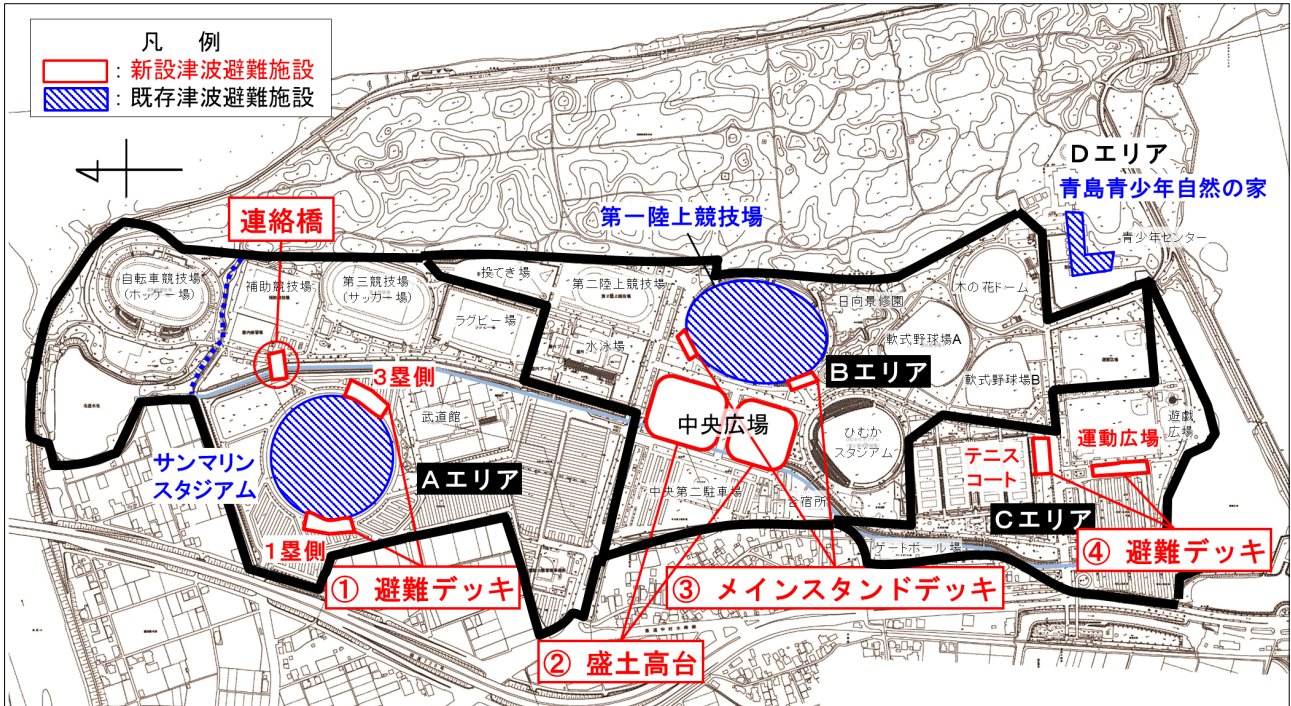 凡 例
：新設津波避難施設
：既存津波避難施設
Dエリア
青島青少年自然の家
青少年センター
連絡橋
第一陸上競技場
自転車競技場
(ホッケー場)
補助競技場
第三競技場
(サッカー場)
投てき場
第二陸上競技場
ラグビー場
水泳場
日向景修園
木の花ドーム
軟式野球場A
軟式野球場B
Bエリア
3塁側
武道館
中央広場
ひむか
スタジアム
運動広場
遊戯
広場
サンマリン
スタジアム
Aエリア
テニス
コート
運動広場
中央第二駐車場
合宿所
Cエリア
ゲートボール場
1塁側
① 避難デッキ
② 盛土高台
③ メインスタンドデッキ
④ 避難デッキ